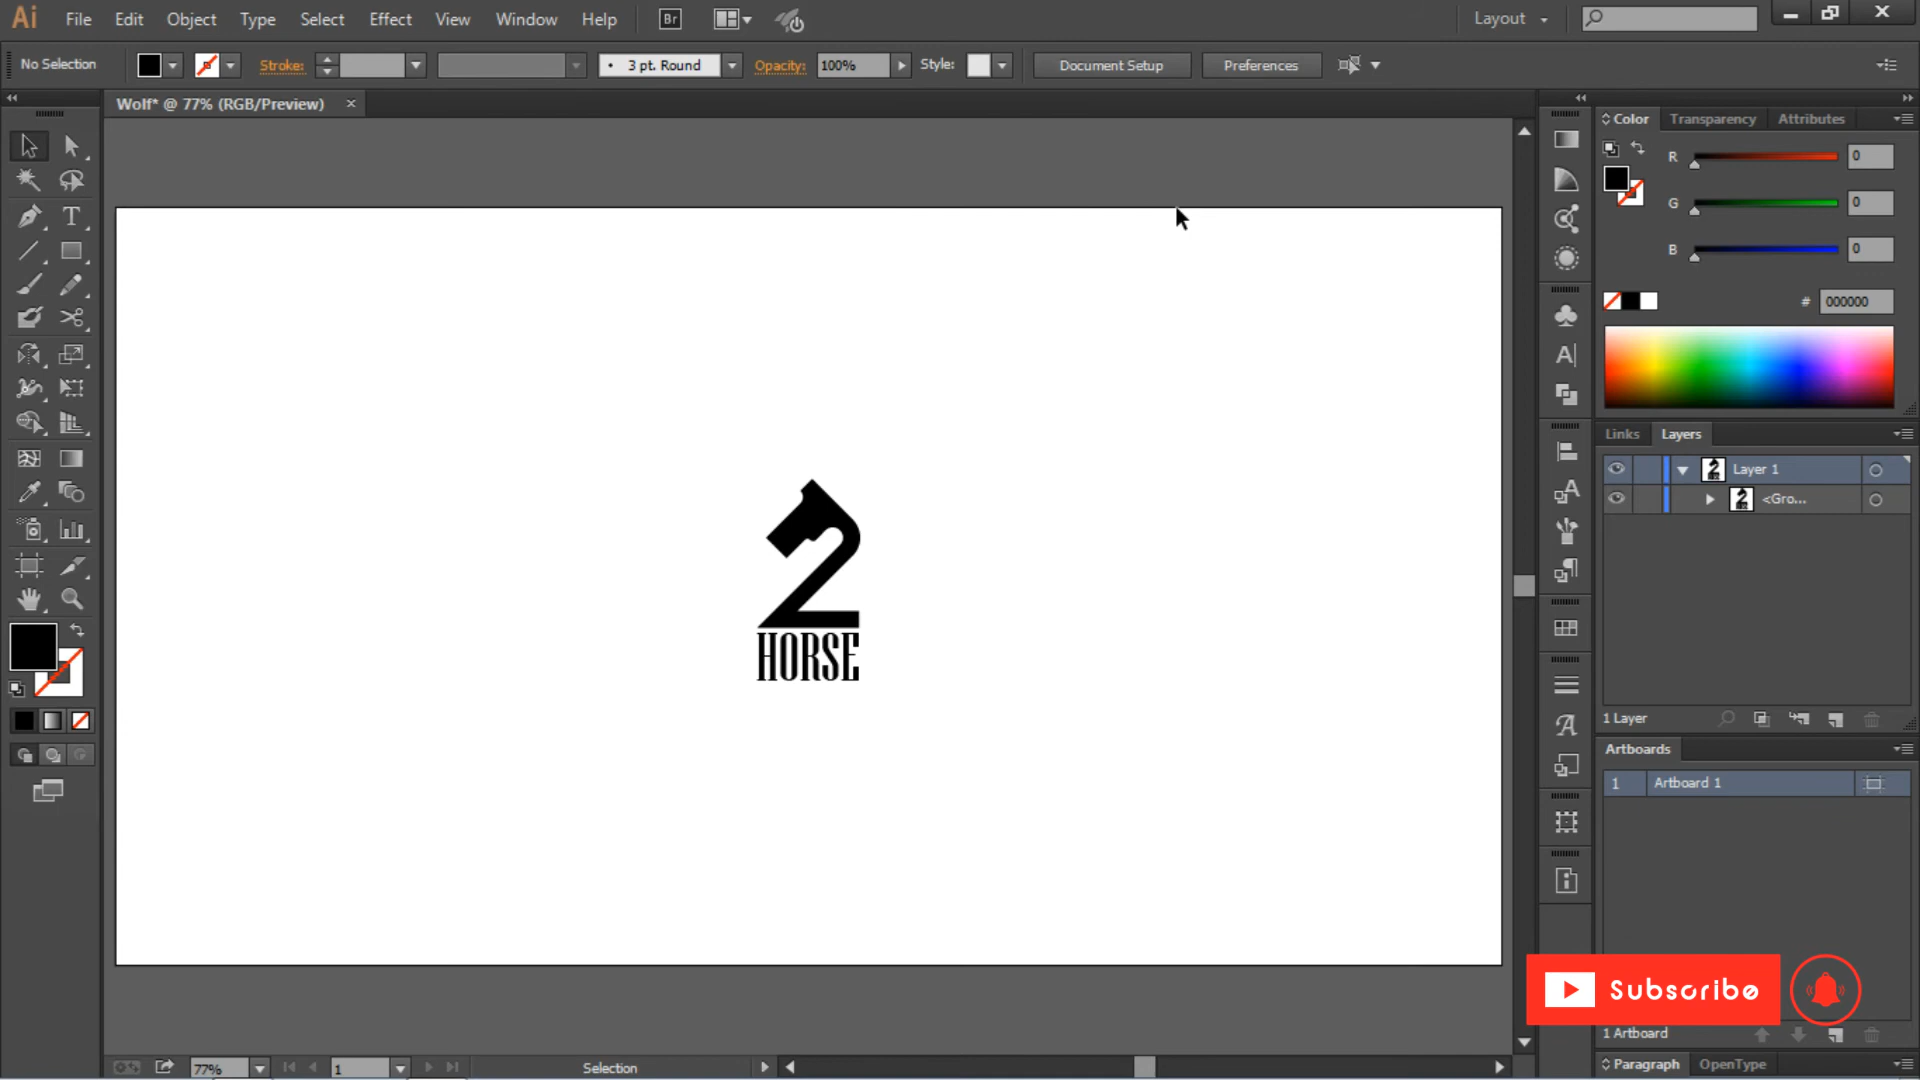 Ai File Edit Object Type Select Effect View Window Help Br Layout
No Selection Stroke: • 3 pt. Round Opacity: 100% Style: Document Setup Preferences
Wolf* @ 77% (RGB/Preview) ×
Color Transparency Attributes
R 0
G 0
B 0
# 000000
Links Layers
2 Layer 1
2 <Gro...
2
HORSE
1 Layer
Artboards
1 Artboard 1
Subscribe
1 Artboard
77% 1 Selection
Paragraph OpenType